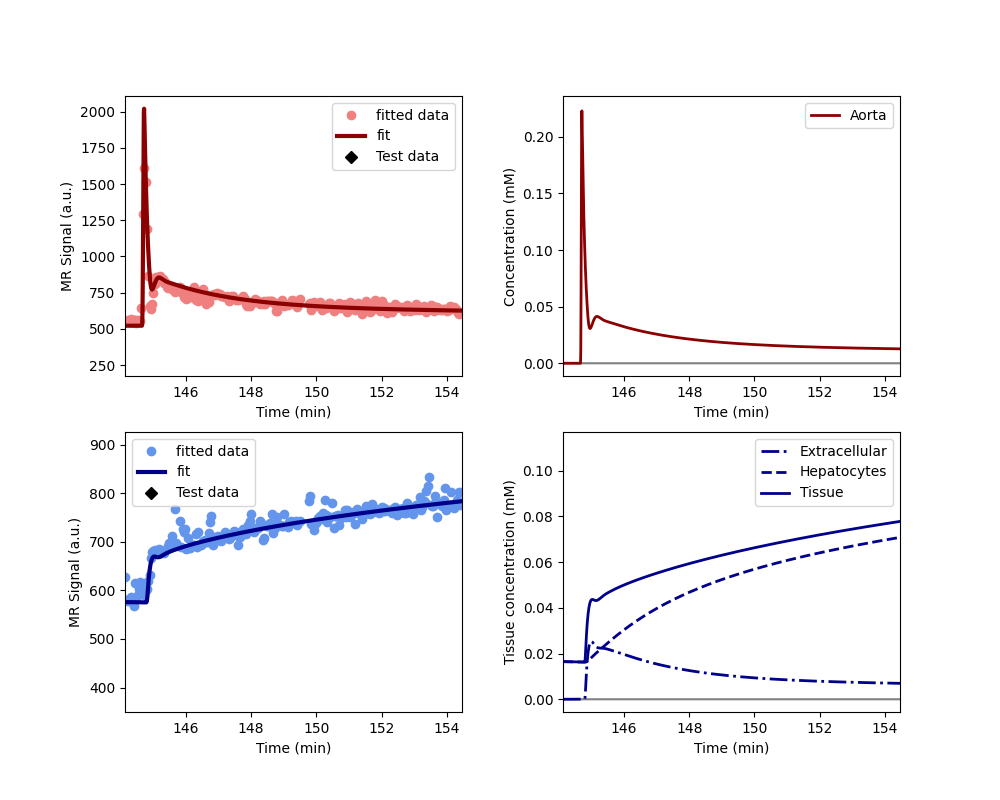 2000
1750
1500
1250
1000
750
500
250
MR Signal (a.u.)
fitted data
fit
Test data
146 148 150 152 154
Time (min)
0.20
0.15
0.10
0.05
0.00
Concentration (mM)
Aorta
146 148 150 152 154
Time (min)
900
800
700
600
500
400
MR Signal (a.u.)
fitted data
fit
Test data
146 148 150 152 154
Time (min)
0.10
0.08
0.06
0.04
0.02
0.00
Tissue concentration (mM)
Extracellular
Hepatocytes
Tissue
146 148 150 152 154
Time (min)